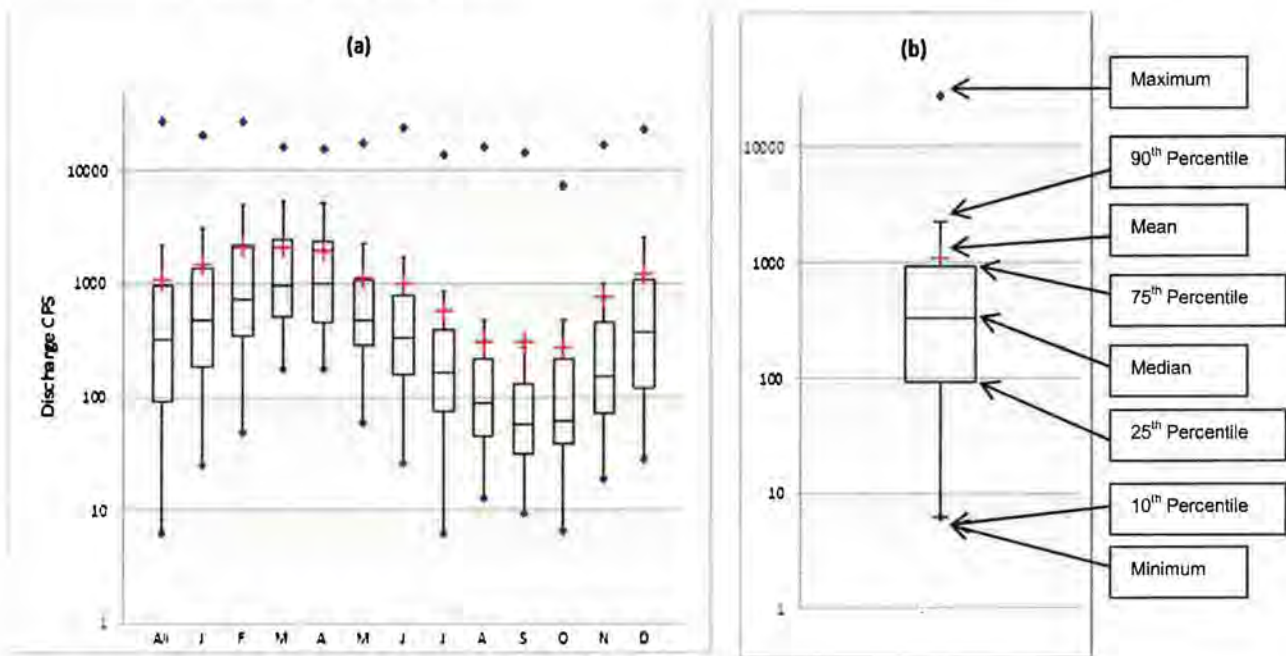 (a)
10000
1000
100
10
1
Discharge CPS
All J F M A M J J A S O N D
(b)
10000
1000
100
10
1
Maximum
90th Percentile
Mean
75th Percentile
Median
25th Percentile
10th Percentile
Minimum